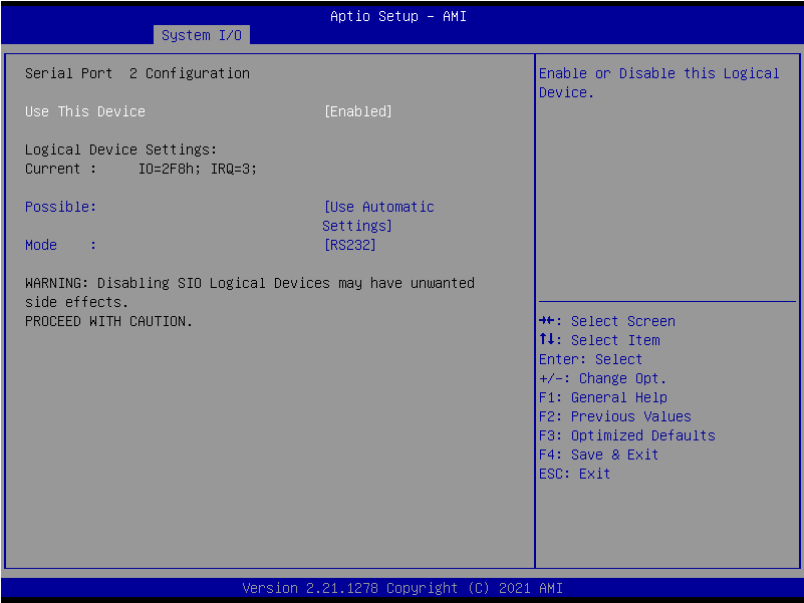 Aptio Setup – AMI
System I/O
Serial Port  2 Configuration
Use This Device [Enabled]
Logical Device Settings:
Current :     IO=2F8h; IRQ=3;
Possible: [Use Automatic
Settings]
Mode    : [RS232]
WARNING: Disabling SIO Logical Devices may have unwanted
side effects.
PROCEED WITH CAUTION.
Enable or Disable this Logical
Device.
→←: Select Screen
↑↓: Select Item
Enter: Select
+/-: Change Opt.
F1: General Help
F2: Previous Values
F3: Optimized Defaults
F4: Save & Exit
ESC: Exit
Version 2.21.1278 Copyright (C) 2021 AMI